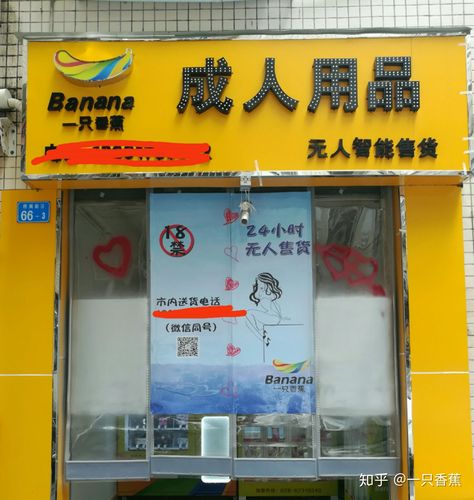 成人用品
Banana
一只香蕉
无人智能售货
66-3
18
禁
24小时
无人售货
市内送货电话
(微信同号)
Banana
一只香蕉
知乎 @一只香蕉